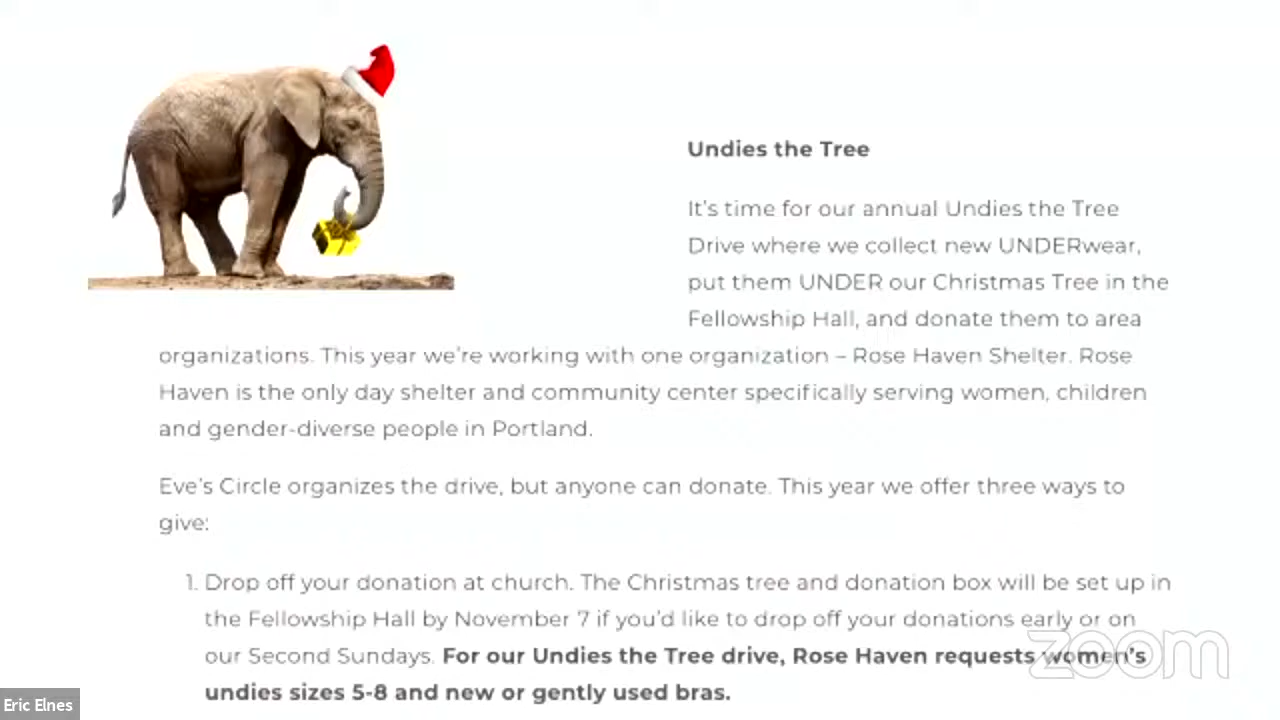 Undies the Tree
It's time for our annual Undies the Tree
Drive where we collect new UNDERwear,
put them UNDER our Christmas Tree in the
Fellowship Hall, and donate them to area
organizations. This year we're working with one organization – Rose Haven Shelter. Rose
Haven is the only day shelter and community center specifically serving women, children
and gender-diverse people in Portland.
Eve's Circle organizes the drive, but anyone can donate. This year we offer three ways to
give:
1. Drop off your donation at church. The Christmas tree and donation box will be set up in
the Fellowship Hall by November 7 if you'd like to drop off your donations early or on
our Second Sundays. For our Undies the Tree drive, Rose Haven requests women's
undies sizes 5-8 and new or gently used bras.
zoom
Eric Elnes